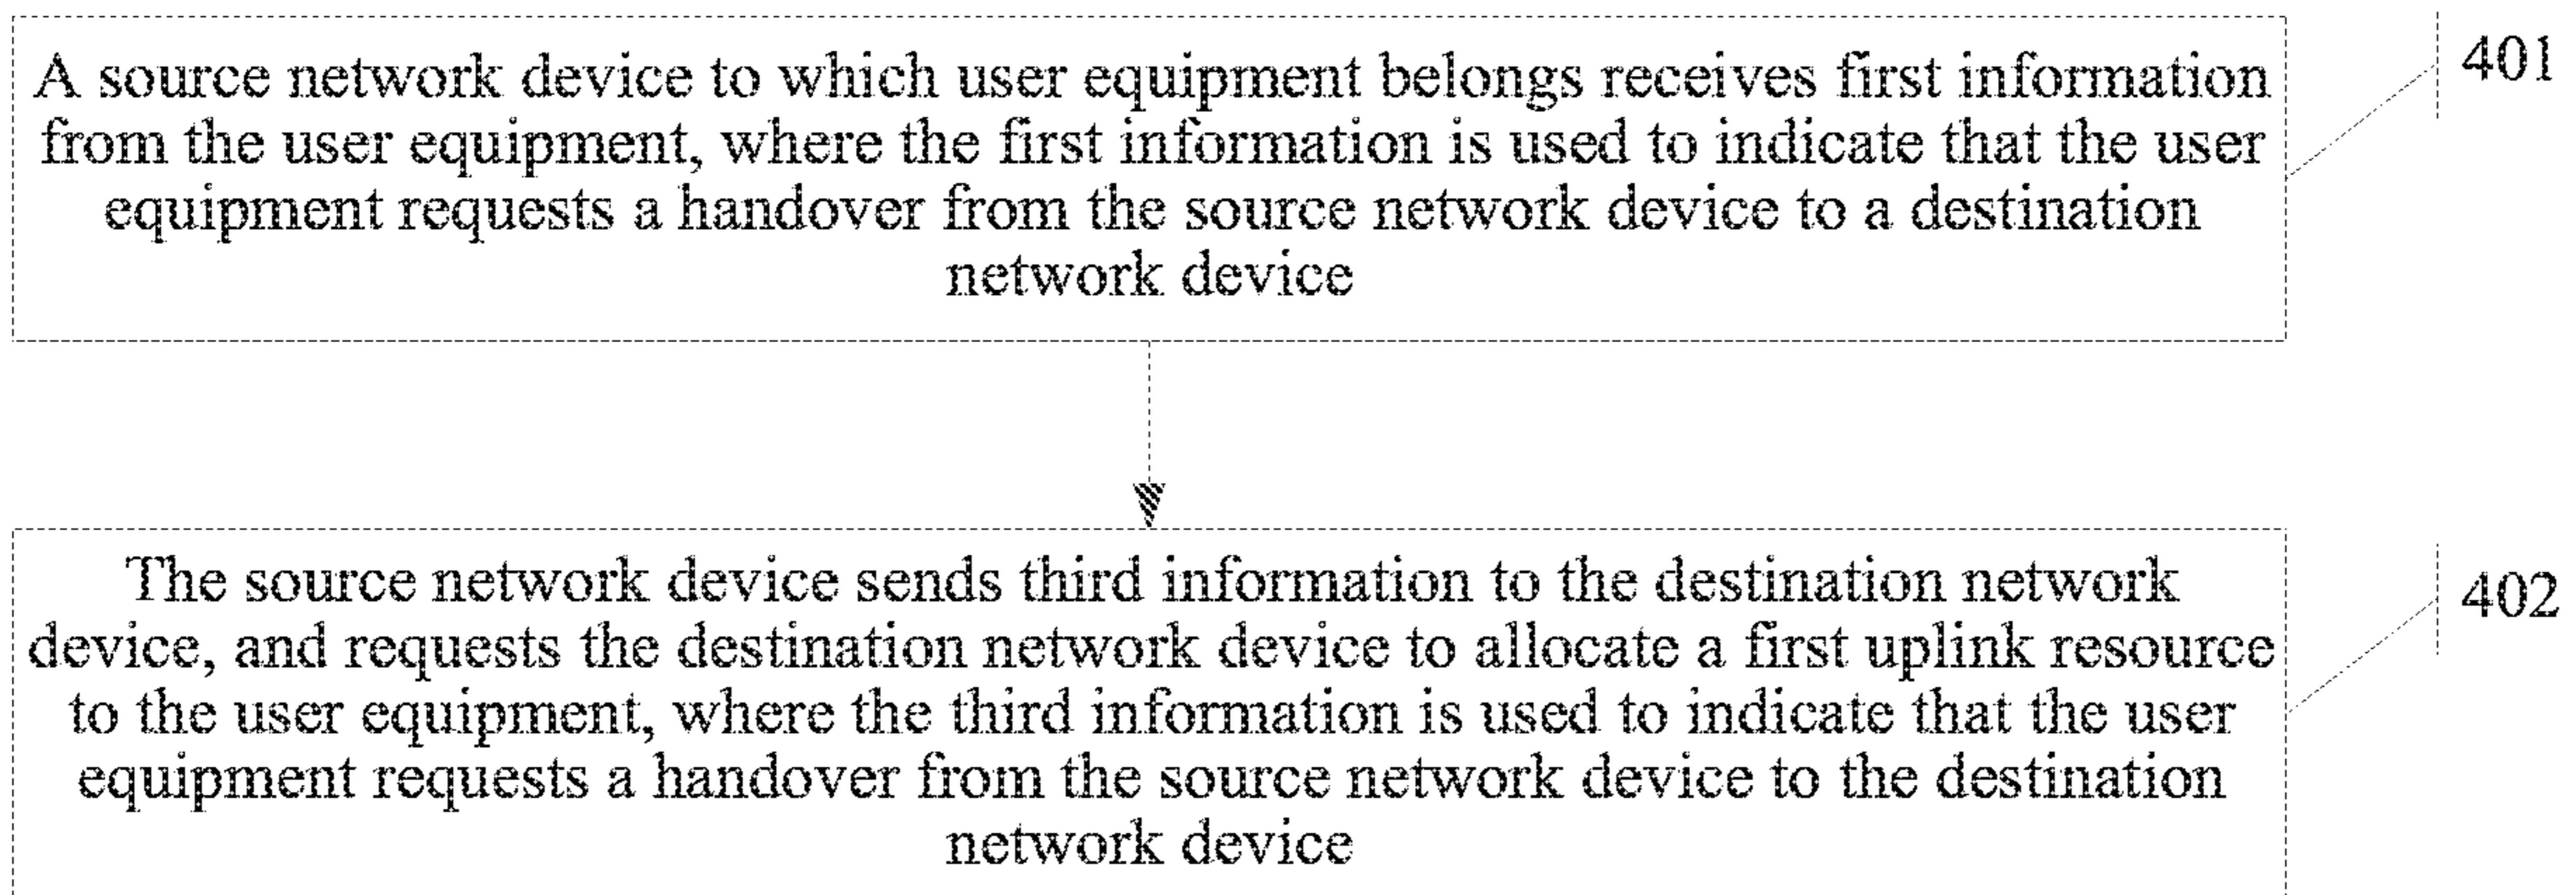 A source network device to which user equipment belongs receives first information
from the user equipment, where the first information is used to indicate that the user
equipment requests a handover from the source network device to a destination
network device
401
The source network device sends third information to the destination network
device, and requests the destination network device to allocate a first uplink resource
to the user equipment, where the third information is used to indicate that the user
equipment requests a handover from the source network device to the destination
network device
402